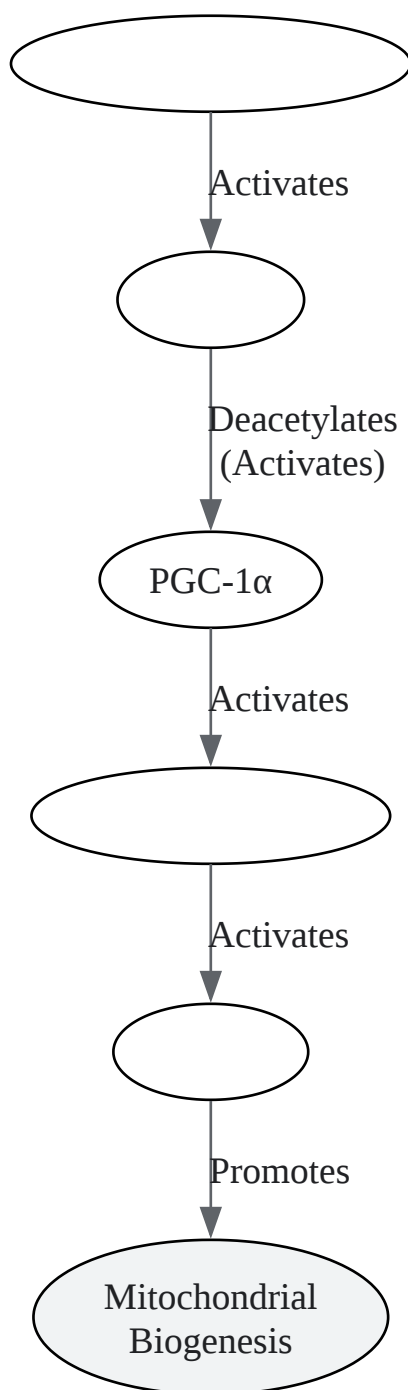 Activates
Deacetylates
(Activates)
PGC-1α
Activates
Activates
Promotes
Mitochondrial
Biogenesis